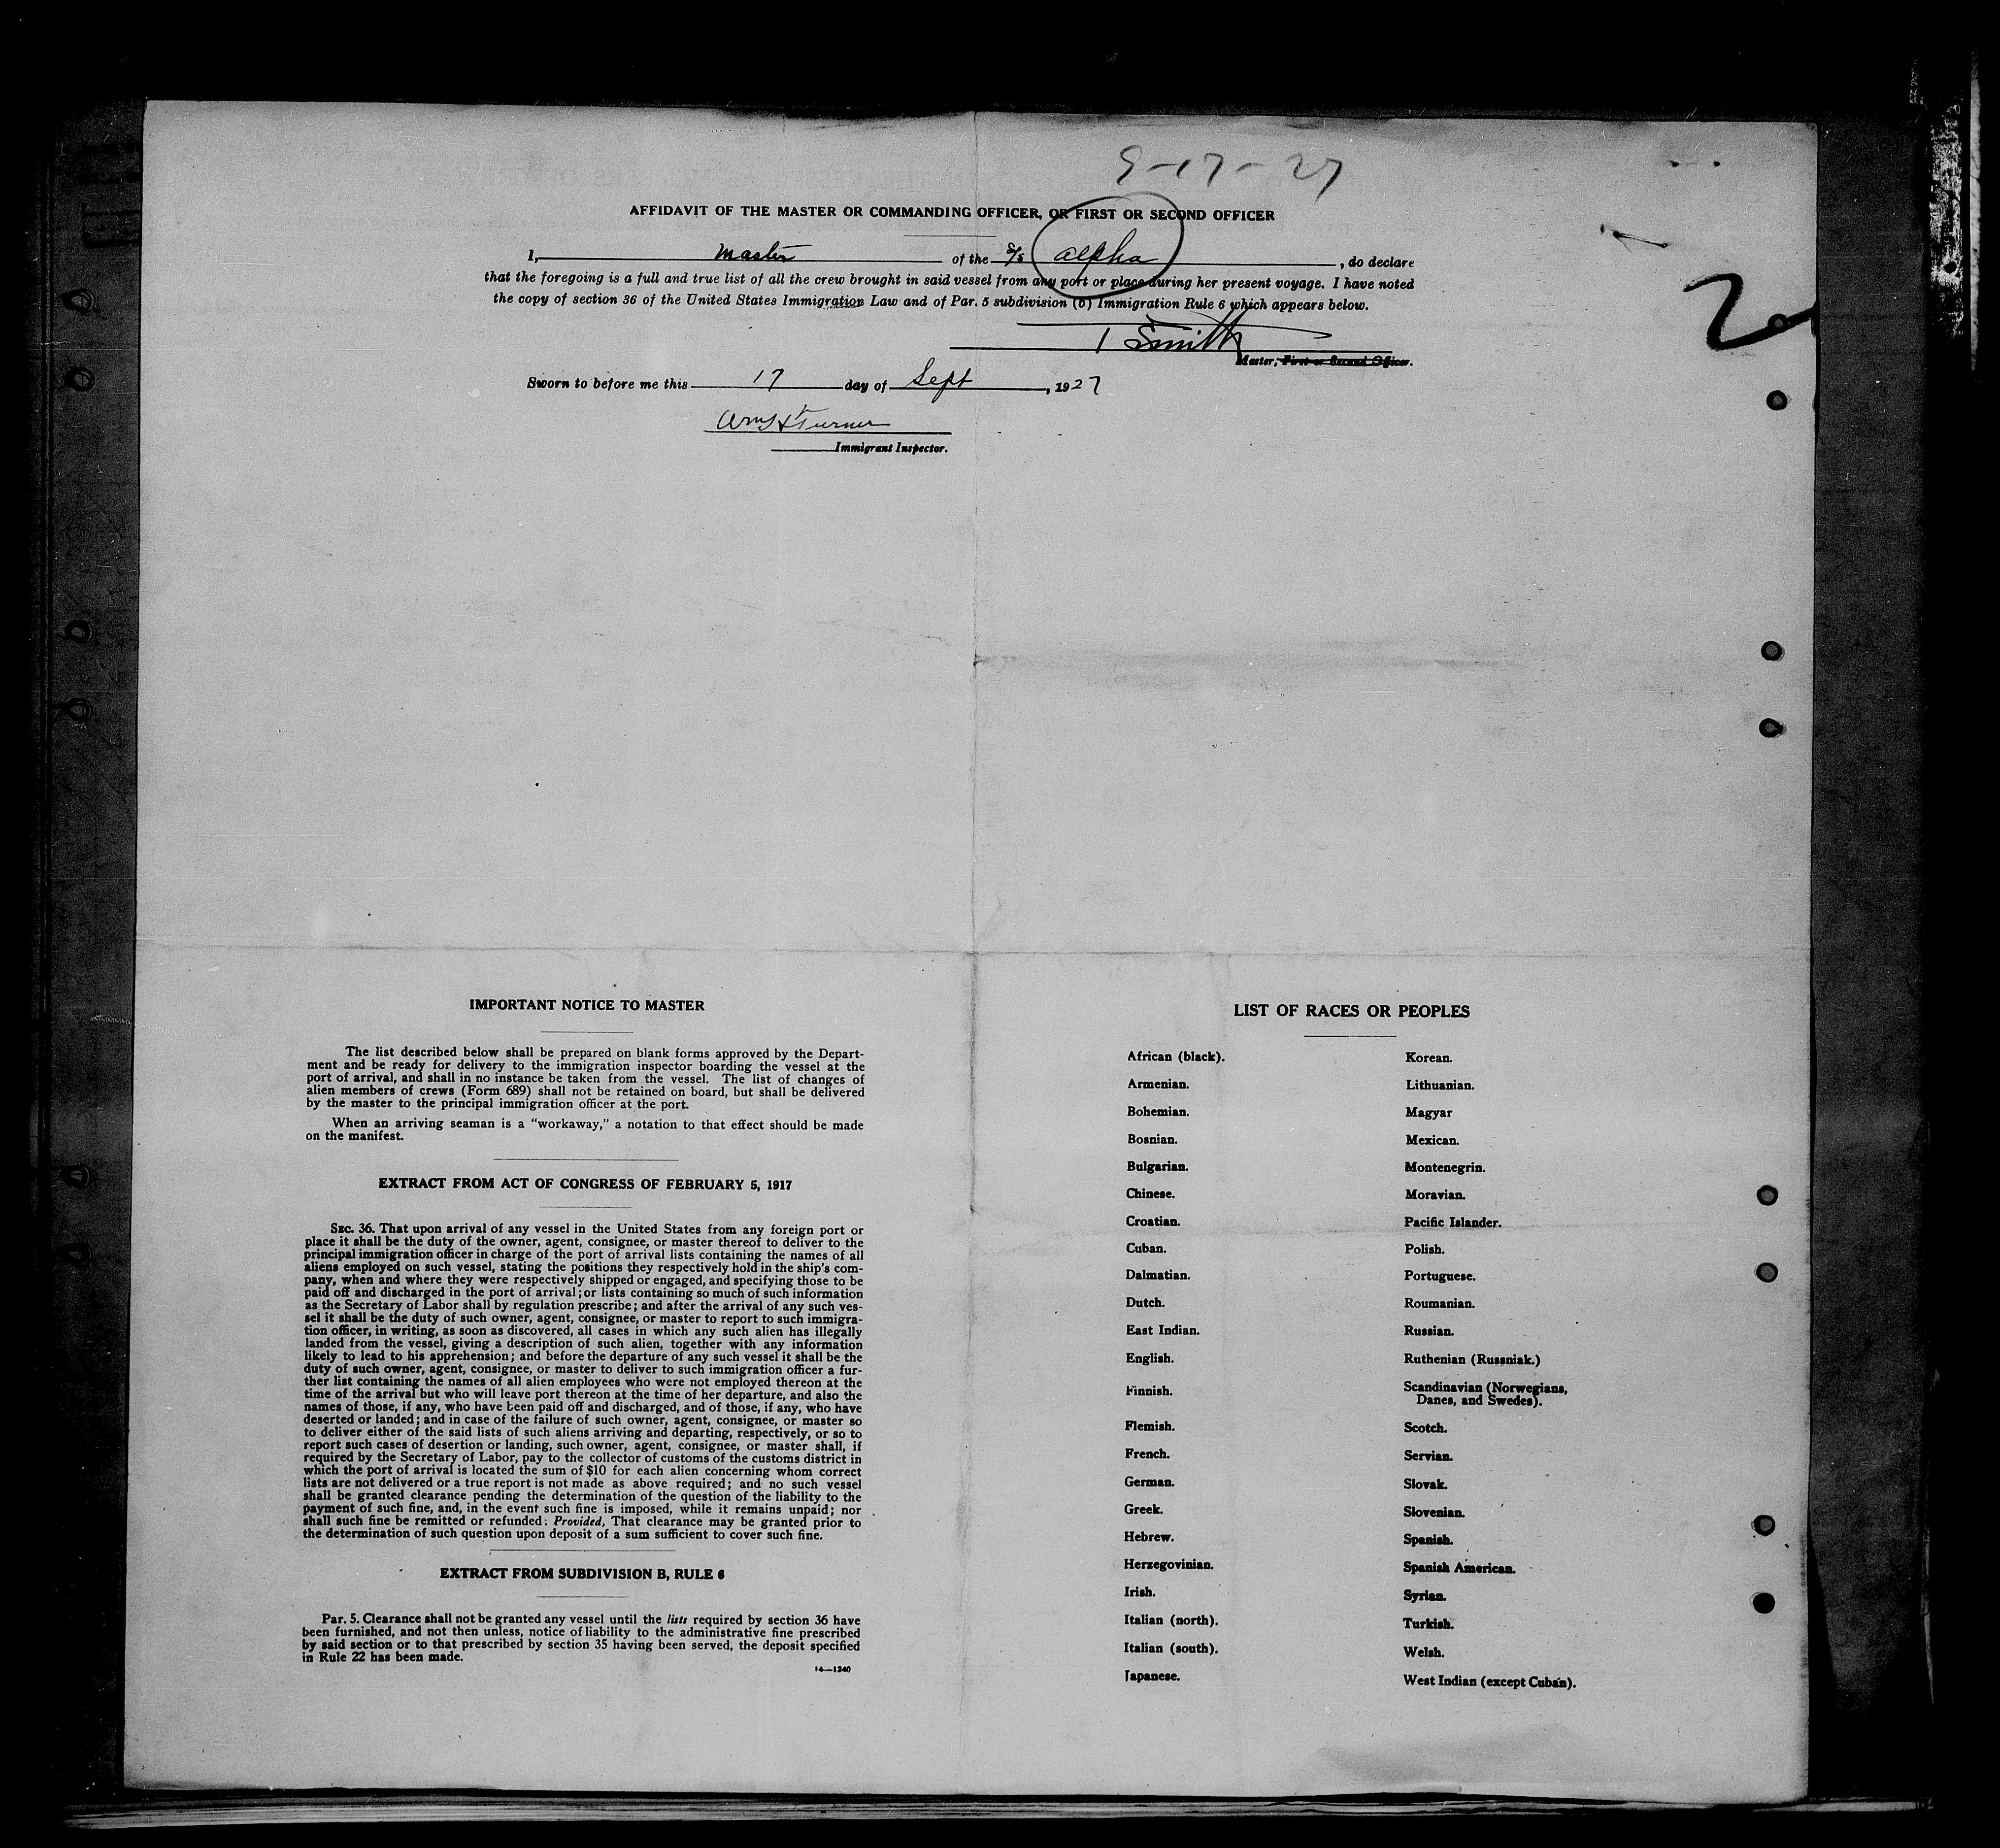 9-17-27
AFFIDAVIT OF THE MASTER OR COMMANDING OFFICER, OR FIRST OR SECOND OFFICER
I, master of the S/S alpha, do declare
that the foregoing is a full and true list of all the crew brought in said vessel from any port or place during her present voyage. I have noted
the copy of section 36 of the United States Immigration Law and of Par. 5 subdivision (b) Immigration Rule 6 which appears below.
2
T Smith
Master, First or Second Officer.
Sworn to before me this 17 day of Sept, 1927
Turner
Immigrant Inspector.
IMPORTANT NOTICE TO MASTER
The list described below shall be prepared on blank forms approved by the Depart-
ment and be ready for delivery to the immigration inspector boarding the vessel at the
port of arrival, and shall in no instance be taken from the vessel. The list of changes of
alien members of crews (Form 689) shall not be retained on board, but shall be delivered
by the master to the principal immigration officer at the port.
When an arriving seaman is a "workaway," a notation to that effect should be made
on the manifest.
EXTRACT FROM ACT OF CONGRESS OF FEBRUARY 5, 1917
SEC. 36. That upon arrival of any vessel in the United States from any foreign port or
place it shall be the duty of the owner, agent, consignee, or master thereof to deliver to the
principal immigration officer in charge of the port of arrival lists containing the names of all
aliens employed on such vessel, stating the positions they respectively hold in the ship's com-
pany, when and where they were respectively shipped or engaged, and specifying those to be
paid off and discharged in the port of arrival; or lists containing so much of such information
as the Secretary of Labor shall by regulation prescribe; and after the arrival of any such ves-
sel it shall be the duty of such owner, agent, consignee, or master to report to such immigra-
tion officer, in writing, as soon as discovered, all cases in which any such alien has illegally
landed from the vessel, giving a description of such alien, together with any information
likely to lead to his apprehension; and before the departure of any such vessel it shall be the
duty of such owner, agent, consignee, or master to deliver to such immigration officer a fur-
ther list containing the names of all alien employees who were not employed thereon at the
time of the arrival but who will leave port thereon at the time of her departure, and also the
names of those, if any, who have been paid off and discharged, and of those, if any, who have
deserted or landed; and in case of the failure of such owner, agent, consignee, or master so
to deliver either of the said lists of such aliens arriving and departing, respectively, or so to
report such cases of desertion or landing, such owner, agent, consignee, or master shall, if
required by the Secretary of Labor, pay to the collector of customs of the customs district in
which the port of arrival is located the sum of $10 for each alien concerning whom correct
lists are not delivered or a true report is not made as above required; and no such vessel
shall be granted clearance pending the determination of the question of the liability to the
payment of such fine, and, in the event such fine is imposed, while it remains unpaid; nor
shall such fine be remitted or refunded: Provided, That clearance may be granted prior to
the determination of such question upon deposit of a sum sufficient to cover such fine.
EXTRACT FROM SUBDIVISION B, RULE 6
Par. 5. Clearance shall not be granted any vessel until the lists required by section 36 have
been furnished, and not then unless, notice of liability to the administrative fine prescribed
by said section or to that prescribed by section 35 having been served, the deposit specified
in Rule 22 has been made.
14—1240
LIST OF RACES OR PEOPLES
African (black).
Armenian.
Bohemian.
Bosnian.
Bulgarian.
Chinese.
Croatian.
Cuban.
Dalmatian.
Dutch.
East Indian.
English.
Finnish.
Flemish.
French.
German.
Greek.
Hebrew.
Herzegovinian.
Irish.
Italian (north).
Italian (south).
Japanese.
Korean.
Lithuanian.
Magyar
Mexican.
Montenegrin.
Moravian.
Pacific Islander.
Polish.
Portuguese.
Roumanian.
Russian.
Ruthenian (Russniak.)
Scandinavian (Norwegians,
Danes, and Swedes).
Scotch.
Servian.
Slovak.
Slovenian.
Spanish.
Spanish American.
Syrian.
Turkish.
Welsh.
West Indian (except Cuban).